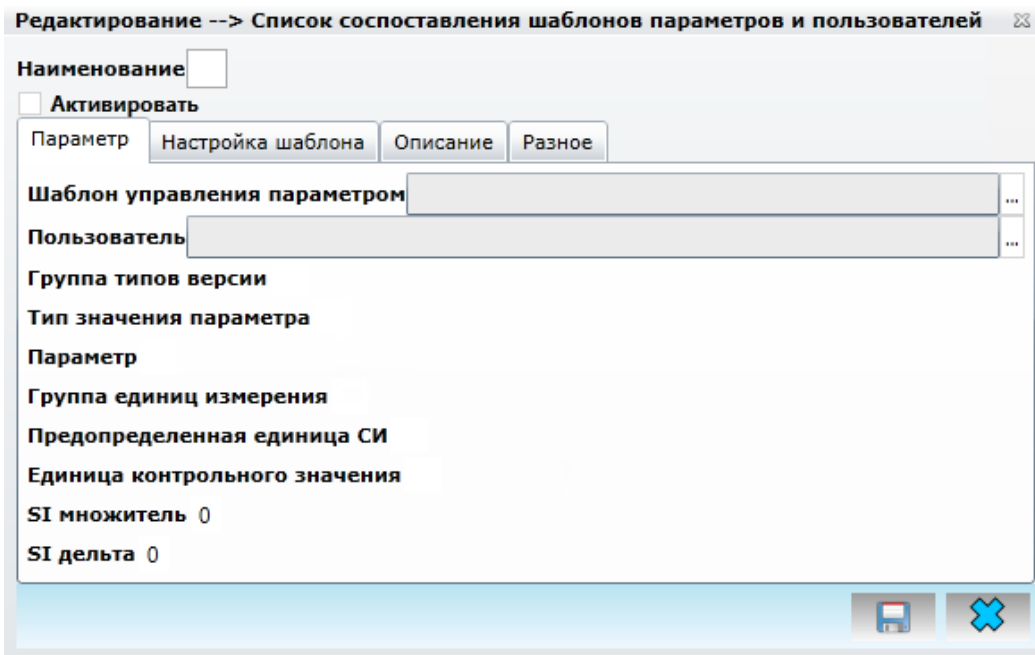 Редактирование --> Список соспоставления шаблонов параметров и пользователей
Наименование
Активировать
Параметр Настройка шаблона Описание Разное
Шаблон управления параметром ...
Пользователь ...
Группа типов версии
Тип значения параметра
Параметр
Группа единиц измерения
Предопределенная единица СИ
Единица контрольного значения
SI множитель 0
SI дельта 0